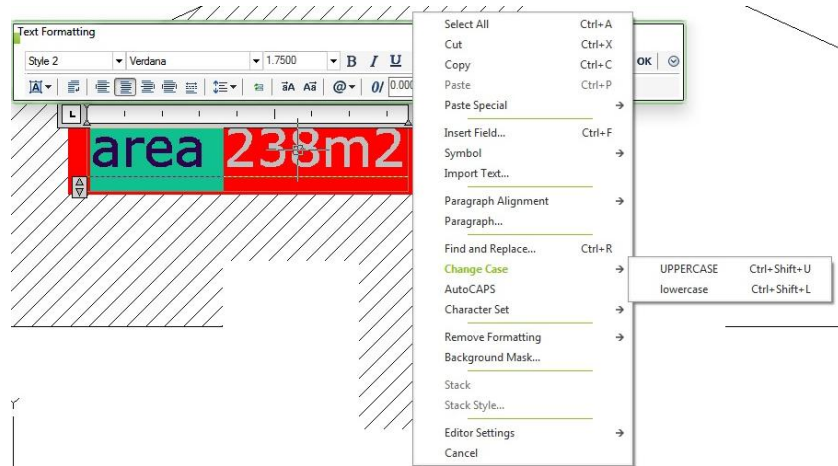 Text Formatting
Style 2 Verdana 1.7500 B I U OK
A āA Aā @ 0/ 0.000
L
area 238m2
Select All Ctrl+A
Cut Ctrl+X
Copy Ctrl+C
Paste Ctrl+P
Paste Special
Insert Field... Ctrl+F
Symbol
Import Text...
Paragraph Alignment
Paragraph...
Find and Replace... Ctrl+R
Change Case
UPPERCASE Ctrl+Shift+U
lowercase Ctrl+Shift+L
AutoCAPS
Character Set
Remove Formatting
Background Mask...
Stack
Stack Style...
Editor Settings
Cancel
Y